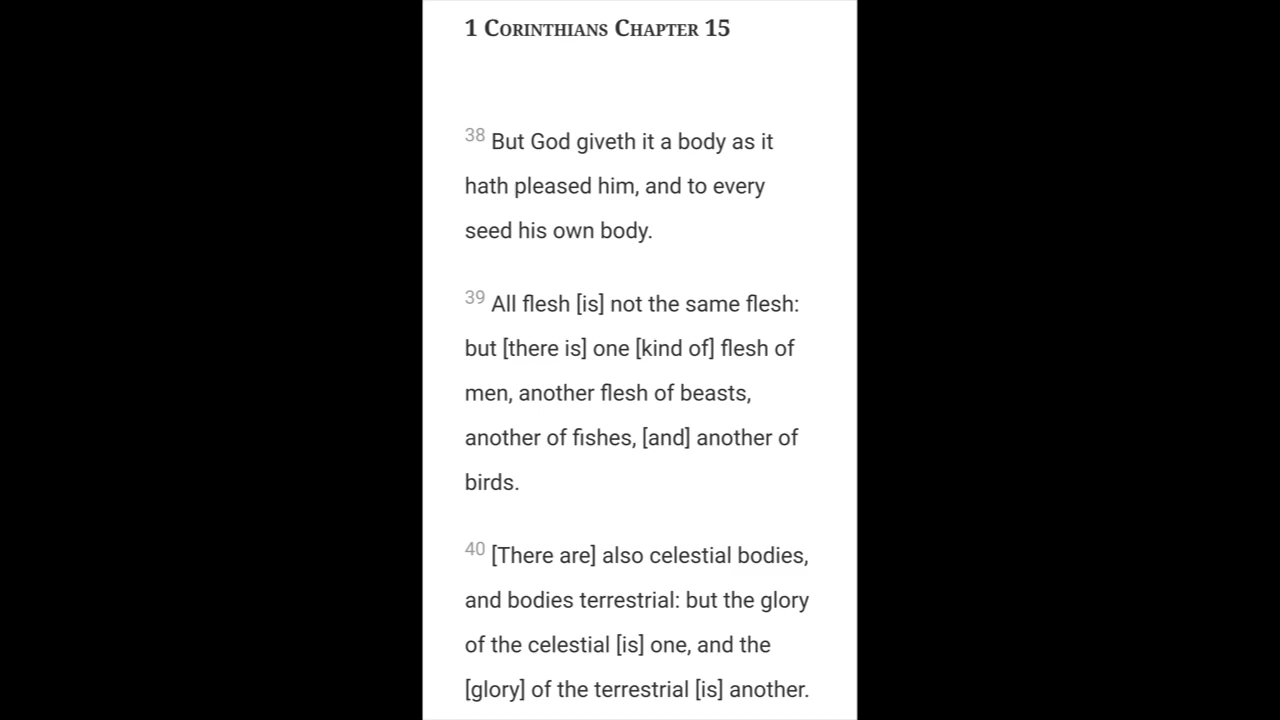 1 Corinthians Chapter 15
38 But God giveth it a body as it
hath pleased him, and to every
seed his own body.
39 All flesh [is] not the same flesh:
but [there is] one [kind of] flesh of
men, another flesh of beasts,
another of fishes, [and] another of
birds.
40 [There are] also celestial bodies,
and bodies terrestrial: but the glory
of the celestial [is] one, and the
[glory] of the terrestrial [is] another.